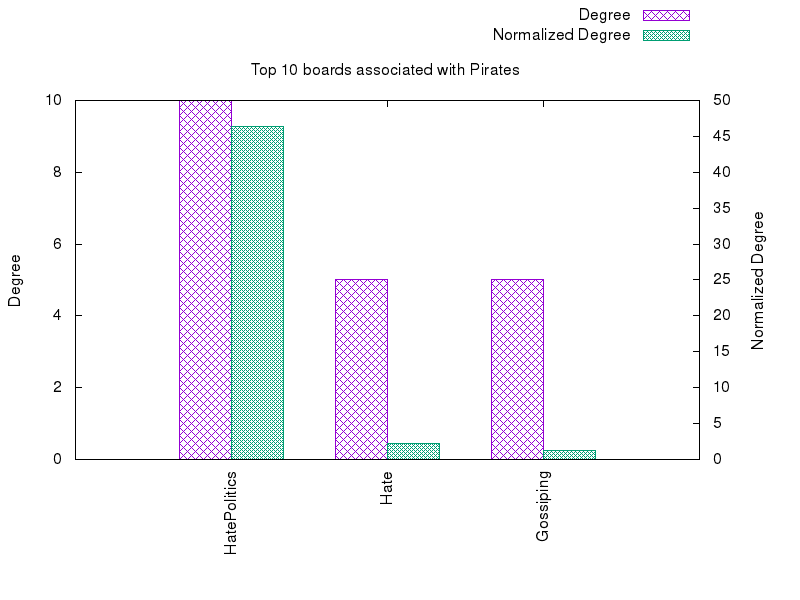 Degree
Normalized Degree
Top 10 boards associated with Pirates
10 50
45
8 40
35
6 30
25
4 20
15
2 10
5
0 0
Degree
Normalized Degree
HatePolitics
Hate
Gossiping